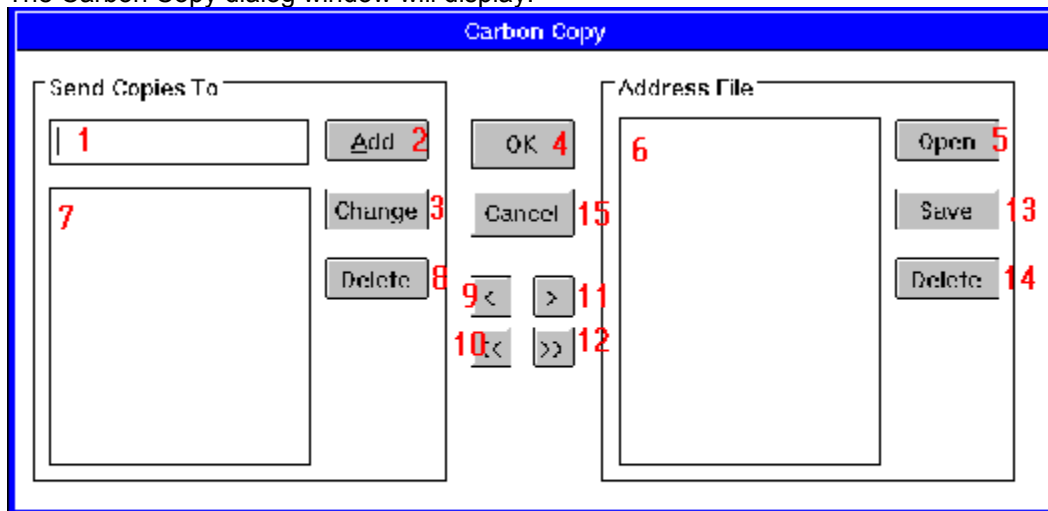 The Carbon Copy dialog window will display.
Carbon Copy
Send Copies To
Address File
1
Add 2
OK 4
6
Open 5
7
Change 3
Cancel 15
Save 13
Delete 8
9 <
> 11
Delete 14
10 <
>> 12